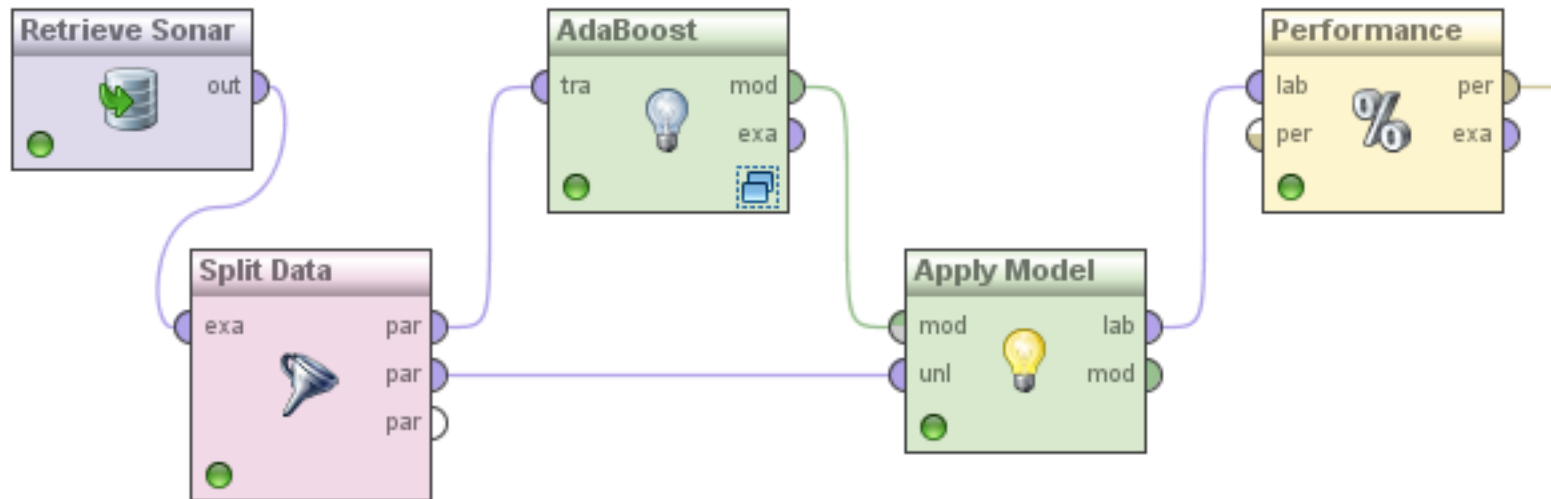 Retrieve Sonar
out
Split Data
exa
par
par
par
AdaBoost
tra
mod
exa
Apply Model
mod
lab
unl
mod
Performance
lab
per
per
exa
%